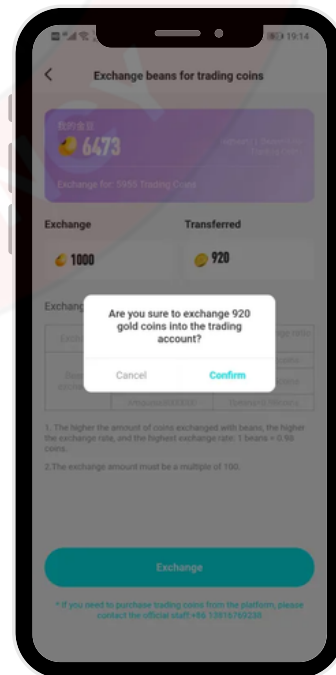 19:14
Exchange beans for trading coins
我的金豆
6473
Exchange for: 5955 Trading Coins
Exchange
Transferred
1000
920
Exchang
Are you sure to exchange 920
gold coins into the trading
account?
Cancel
Confirm
1. The higher the amount of coins exchanged with beans, the higher
the exchange rate, and the highest exchange rate: 1 beans = 0.98
coins.
2.The exchange amount must be a multiple of 100.
Exchange
* If you need to purchase trading coins from the platform, please
contact the official staff +86 13816760230